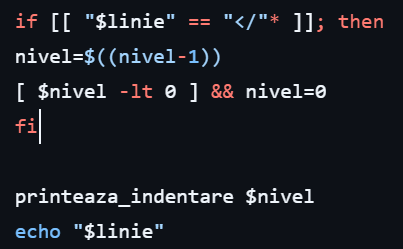 if [[ "$linie" == "</"* ]]; then
nivel=$((nivel-1))
[ $nivel -lt 0 ] && nivel=0
fi
printeaza_indentare $nivel
echo "$linie"